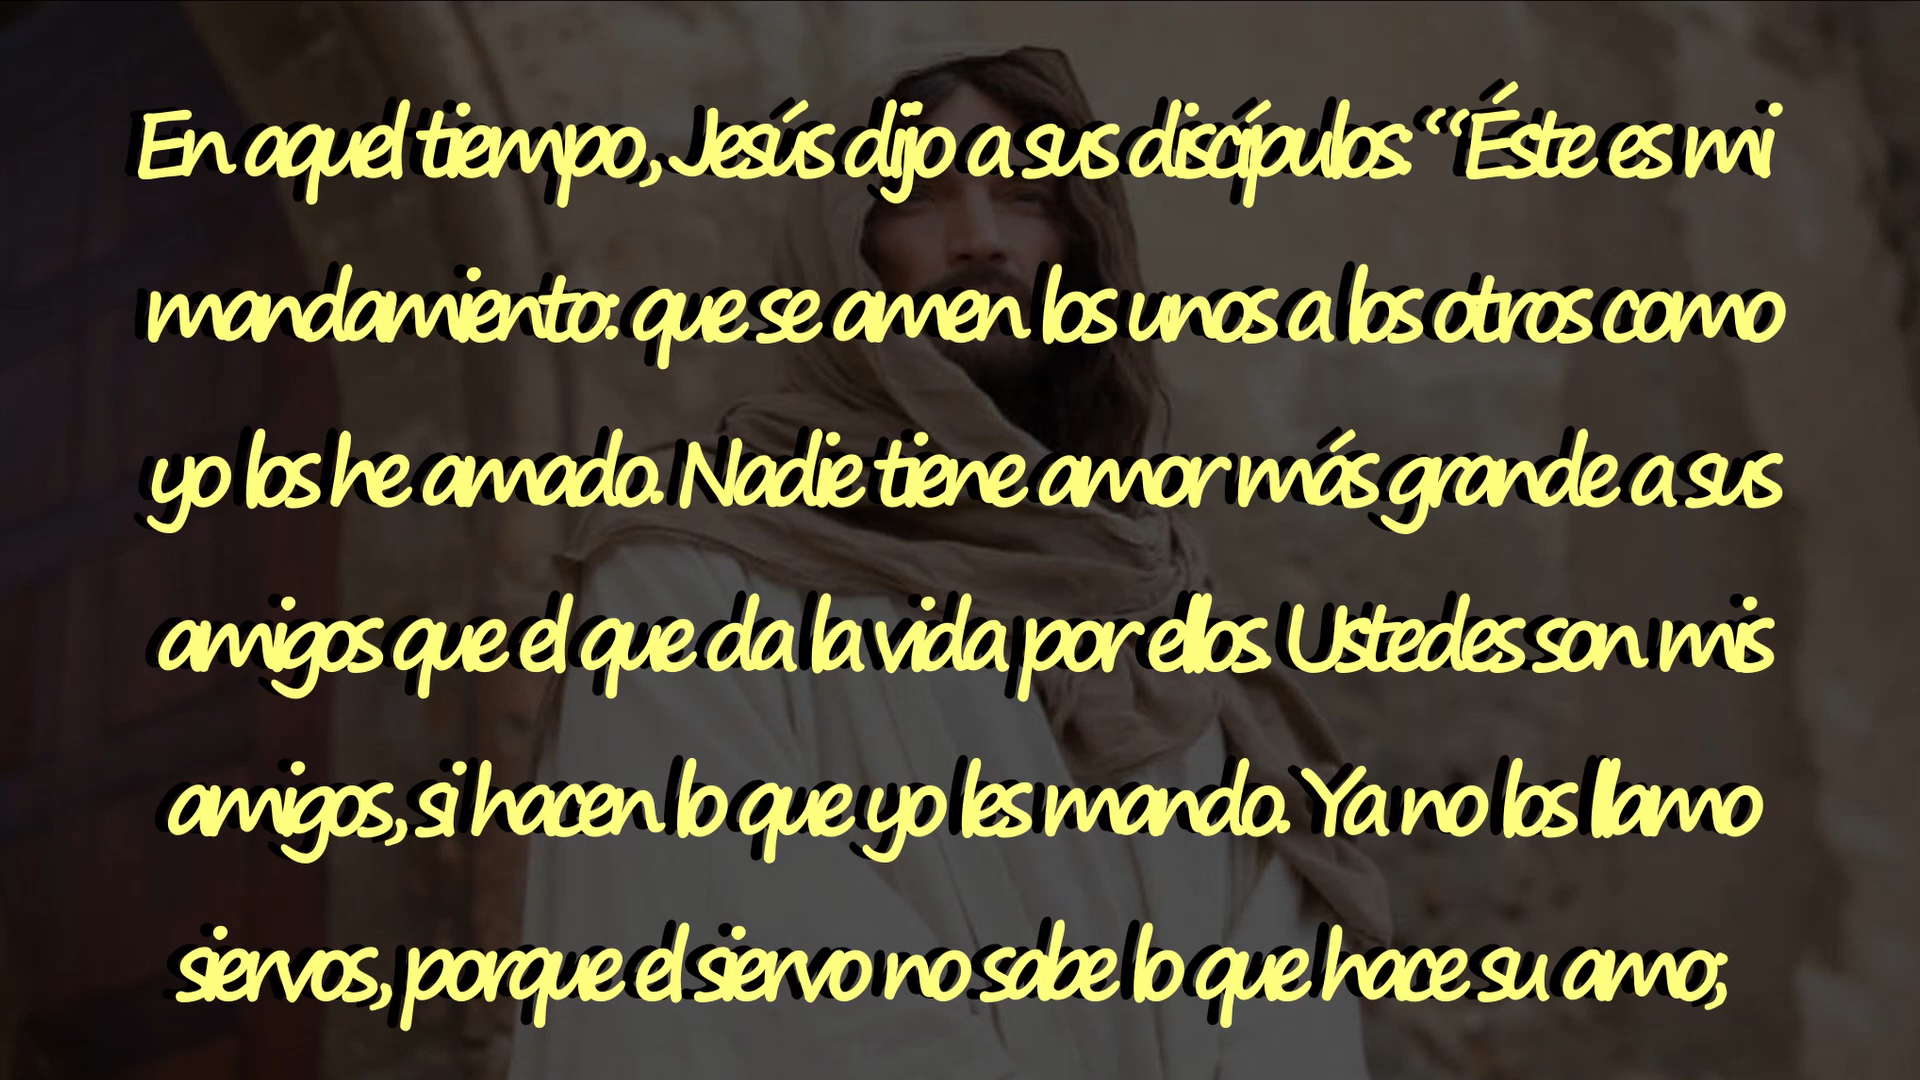 En aquel tiempo, Jesús dijo a sus discípulos: “Éste es mi
mandamiento: que se amen los unos a los otros como
yo los he amado. Nadie tiene amor más grande a sus
amigos que el que da la vida por ellos. Ustedes son mis
amigos, si hacen lo que yo les mando. Ya no los llamo
siervos, porque el siervo no sabe lo que hace su amo;